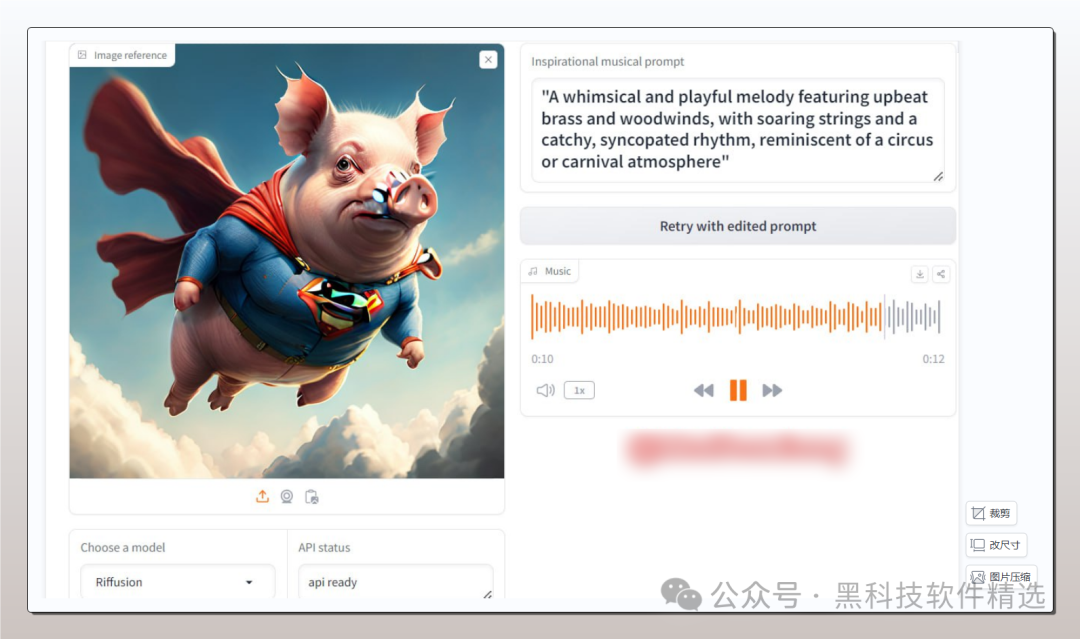 Image reference
Inspirational musical prompt
"A whimsical and playful melody featuring upbeat
brass and woodwinds, with soaring strings and a
catchy, syncopated rhythm, reminiscent of a circus
or carnival atmosphere"
Retry with edited prompt
Music
0:10
0:12
1x
Choose a model
Riffusion
API status
api ready
裁剪
改尺寸
图片压缩
公众号 · 黑科技软件精选